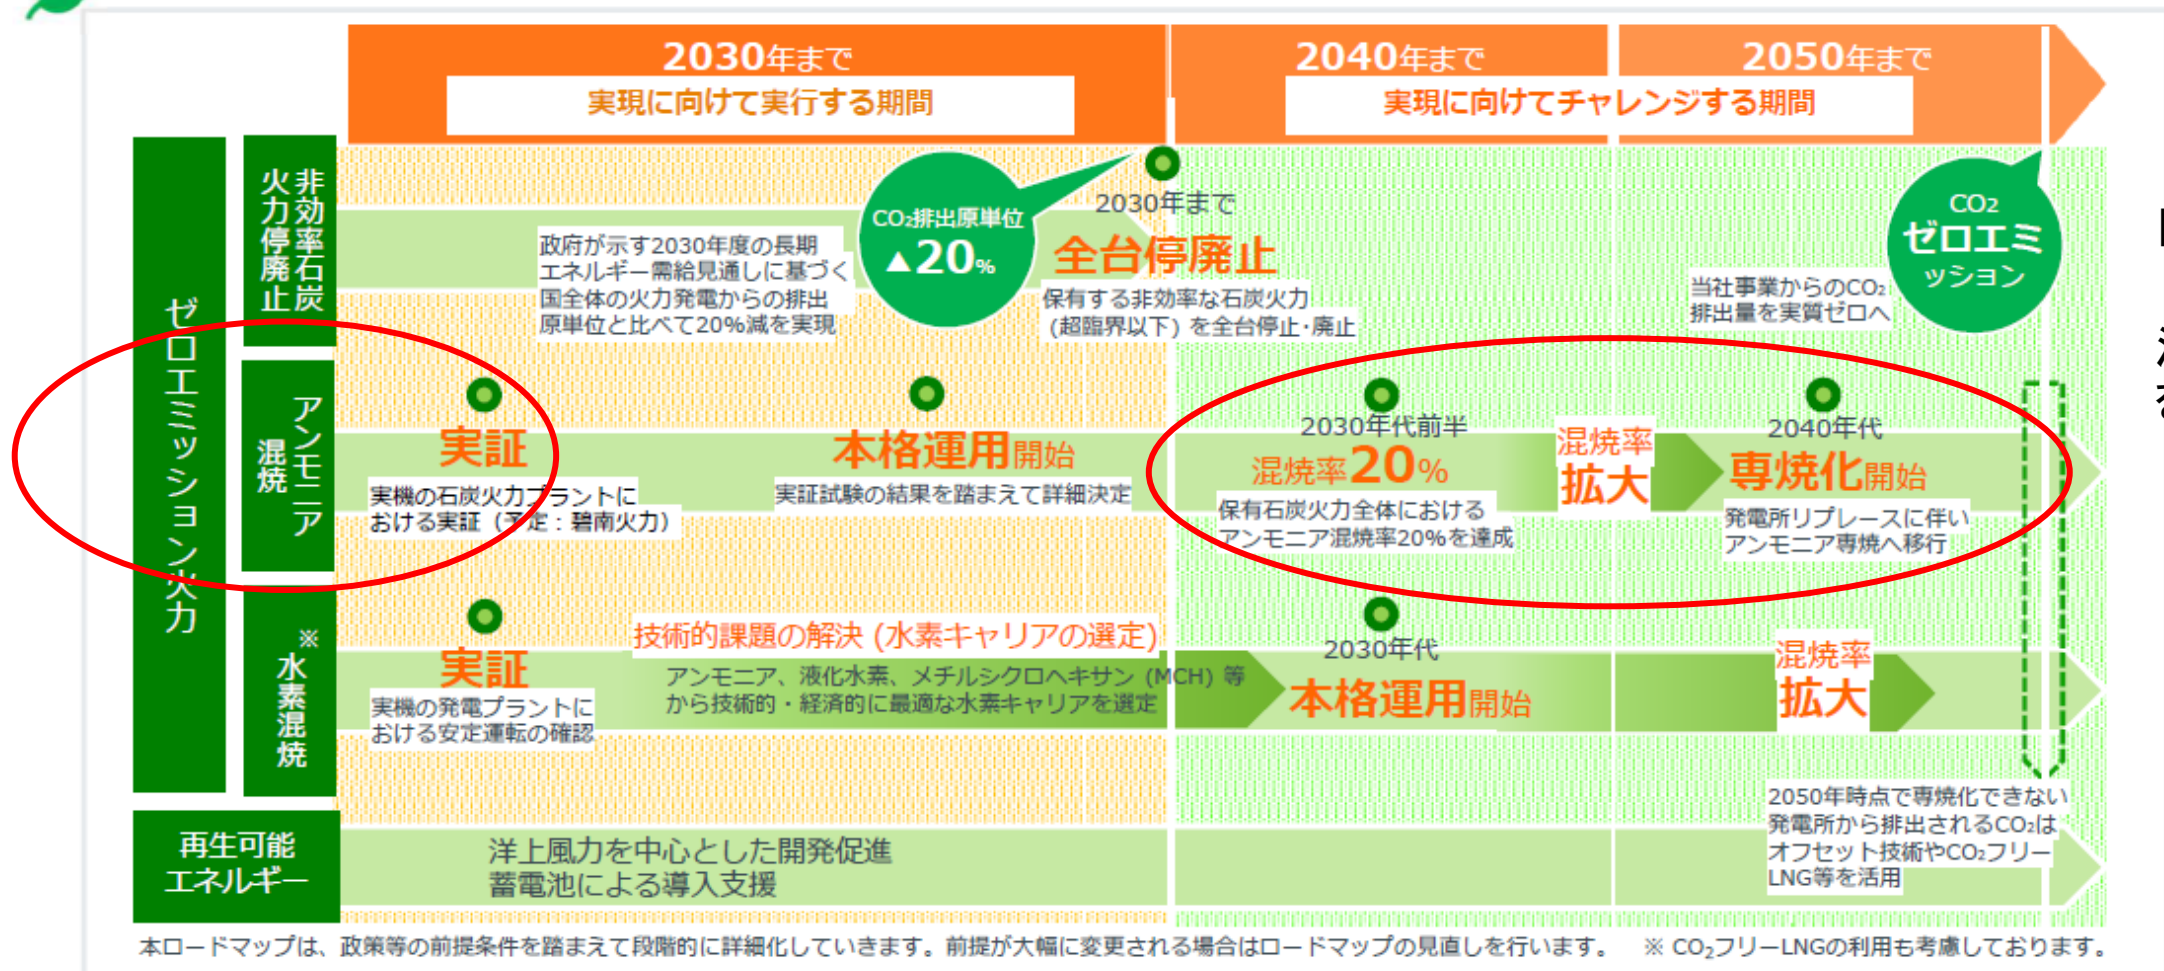 2030年まで
実現に向けて実行する期間
2040年まで
2050年まで
実現に向けてチャレンジする期間
ゼロエミッション火力
非効率石炭
火力停廃止
政府が示す2030年度の長期
エネルギー需給見通しに基づく
国全体の火力発電からの排出
原単位と比べて20%減を実現
CO₂排出原単位
▲20%
2030年まで
全台停廃止
保有する非効率な石炭火力
(超臨界以下) を全台停止・廃止
当社事業からのCO₂
排出量を実質ゼロへ
CO₂
ゼロエミ
ッション
アンモニア
混焼
実証
実機の石炭火力プラントに
おける実証（予定：碧南火力）
本格運用開始
実証試験の結果を踏まえて詳細決定
2030年代前半
混焼率20%
保有石炭火力全体における
アンモニア混焼率20%を達成
混焼率
拡大
2040年代
専焼化開始
発電所リプレースに伴い
アンモニア専焼へ移行
※
水素混焼
実証
実機の発電プラントに
おける安定運転の確認
技術的課題の解決 (水素キャリアの選定)
アンモニア、液化水素、メチルシクロヘキサン (MCH) 等
から技術的・経済的に最適な水素キャリアを選定
2030年代
本格運用開始
混焼率
拡大
2050年時点で専焼化できない
発電所から排出されるCO₂は
オフセット技術やCO₂フリー
LNG等を活用
再生可能
エネルギー
洋上風力を中心とした開発促進
蓄電池による導入支援
本ロードマップは、政策等の前提条件を踏まえて段階的に詳細化していきます。前提が大幅に変更される場合はロードマップの見直しを行います。　※ CO₂フリーLNGの利用も考慮しております。